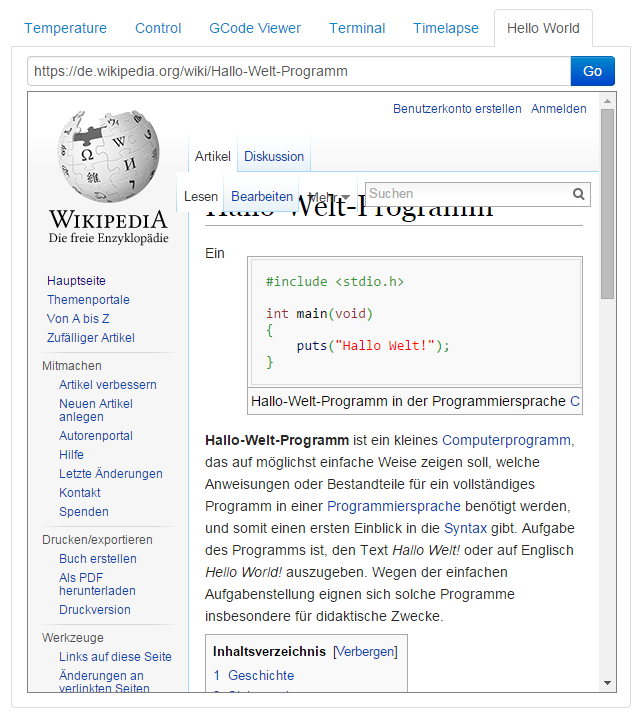 Temperature Control GCode Viewer Terminal Timelapse Hello World
https://de.wikipedia.org/wiki/Hallo-Welt-Programm Go
Benutzerkonto erstellen Anmelden
Artikel Diskussion
Lesen Bearbeiten Mehr Suchen
WIKIPEDIA
Die freie Enzyklopädie
Hauptseite
Themenportale
Von A bis Z
Zufälliger Artikel
Mitmachen
Artikel verbessern
Neuen Artikel
anlegen
Autorenportal
Hilfe
Letzte Änderungen
Kontakt
Spenden
Drucken/exportieren
Buch erstellen
Als PDF
herunterladen
Druckversion
Werkzeuge
Links auf diese Seite
Änderungen an
verlinkten Seiten
Hallo-Welt-Programm
Ein
#include <stdio.h>
int main(void)
{
puts("Hallo Welt!");
}
Hallo-Welt-Programm in der Programmiersprache C
Hallo-Welt-Programm ist ein kleines Computerprogramm,
das auf möglichst einfache Weise zeigen soll, welche
Anweisungen oder Bestandteile für ein vollständiges
Programm in einer Programmiersprache benötigt werden,
und somit einen ersten Einblick in die Syntax gibt. Aufgabe
des Programms ist, den Text Hallo Welt! oder auf Englisch
Hello World! auszugeben. Wegen der einfachen
Aufgabenstellung eignen sich solche Programme
insbesondere für didaktische Zwecke.
Inhaltsverzeichnis [Verbergen]
1 Geschichte